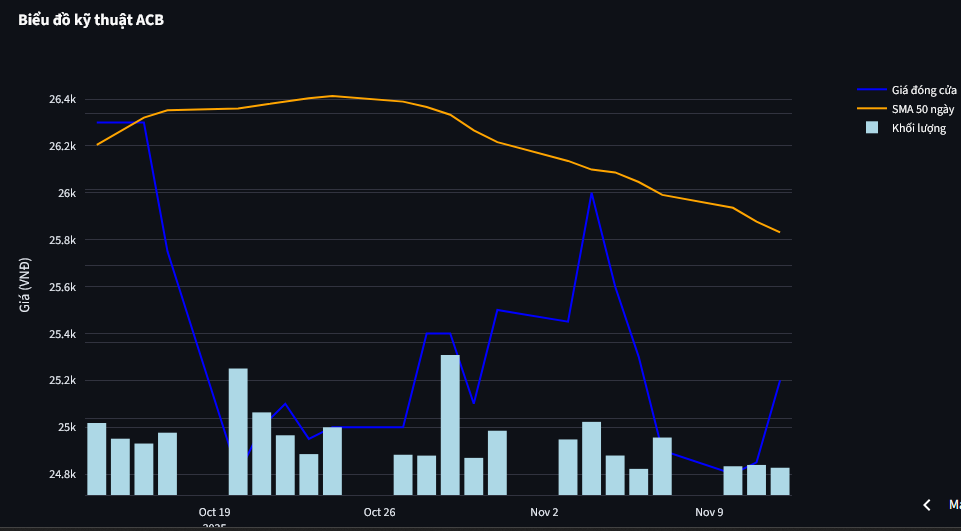 Biểu đồ kỹ thuật ACB
Giá đóng cửa
SMA 50 ngày
Khối lượng
26,4k
26,2k
26k
25,8k
25,6k
25,4k
25,2k
25k
24,8k
Giá (VNĐ)
Oct 19
2025
Oct 26
Nov 2
Nov 9